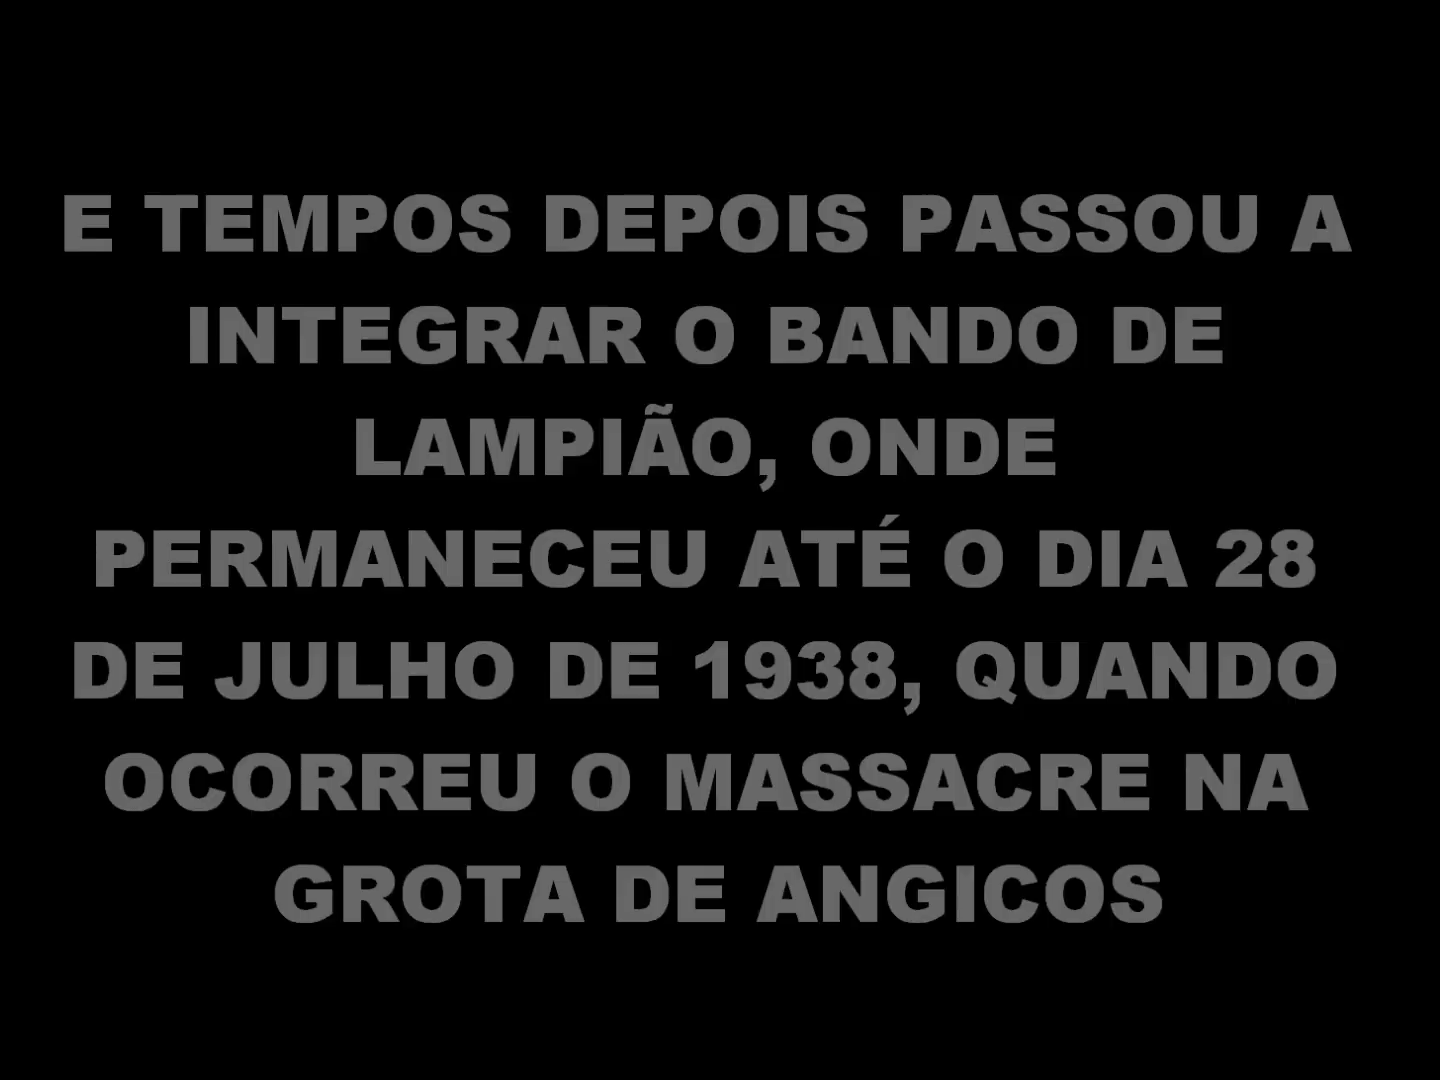 E TEMPOS DEPOIS PASSOU A
INTEGRAR O BANDO DE
LAMPIÃO, ONDE
PERMANECEU ATÉ O DIA 28
DE JULHO DE 1938, QUANDO
OCORREU O MASSACRE NA
GROTA DE ANGICOS